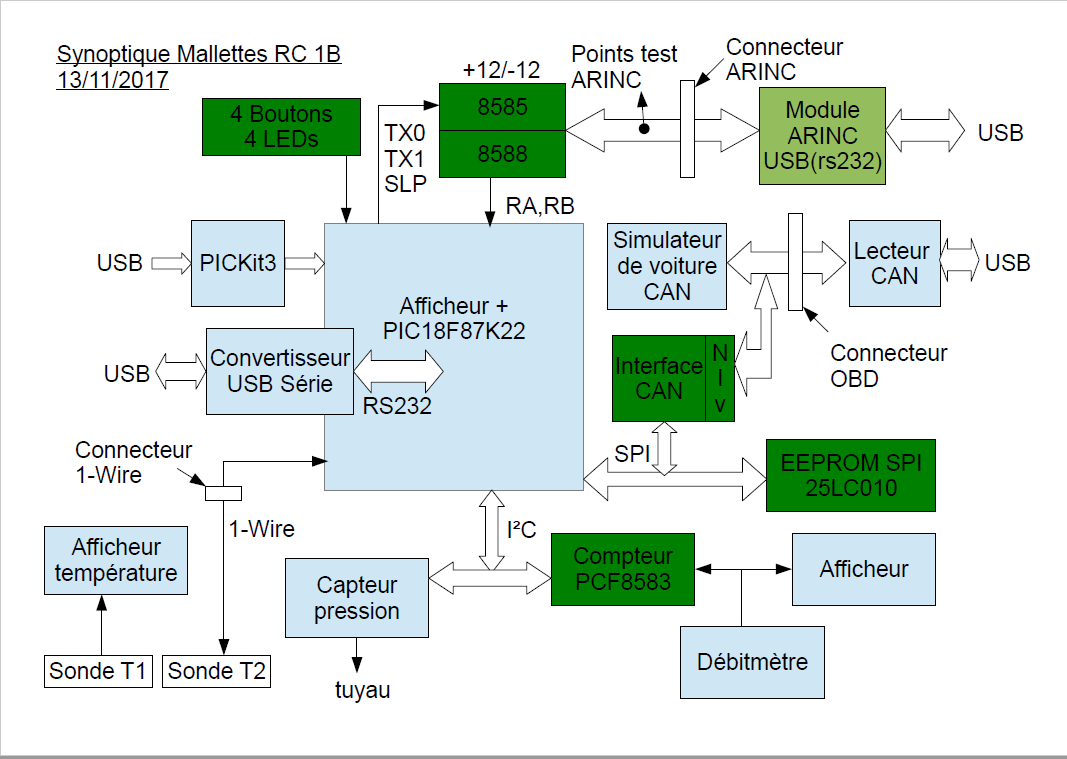 Synoptique Mallettes RC 1B
13/11/2017
+12/-12
Points test
ARINC
Connecteur
ARINC
4 Boutons
4 LEDs
TX0
TX1
SLP
8585
8588
Module
ARINC
USB(rs232)
USB
RA,RB
USB
PICKit3
Afficheur +
PIC18F87K22
Simulateur
de voiture
CAN
Lecteur
CAN
USB
Connecteur
OBD
USB
Convertisseur
USB Série
RS232
Interface
CAN
N
I
v
SPI
EEPROM SPI
25LC010
Connecteur
1-Wire
1-Wire
I²C
Afficheur
température
Capteur
pression
Compteur
PCF8583
Afficheur
Débitmètre
Sonde T1
Sonde T2
tuyau